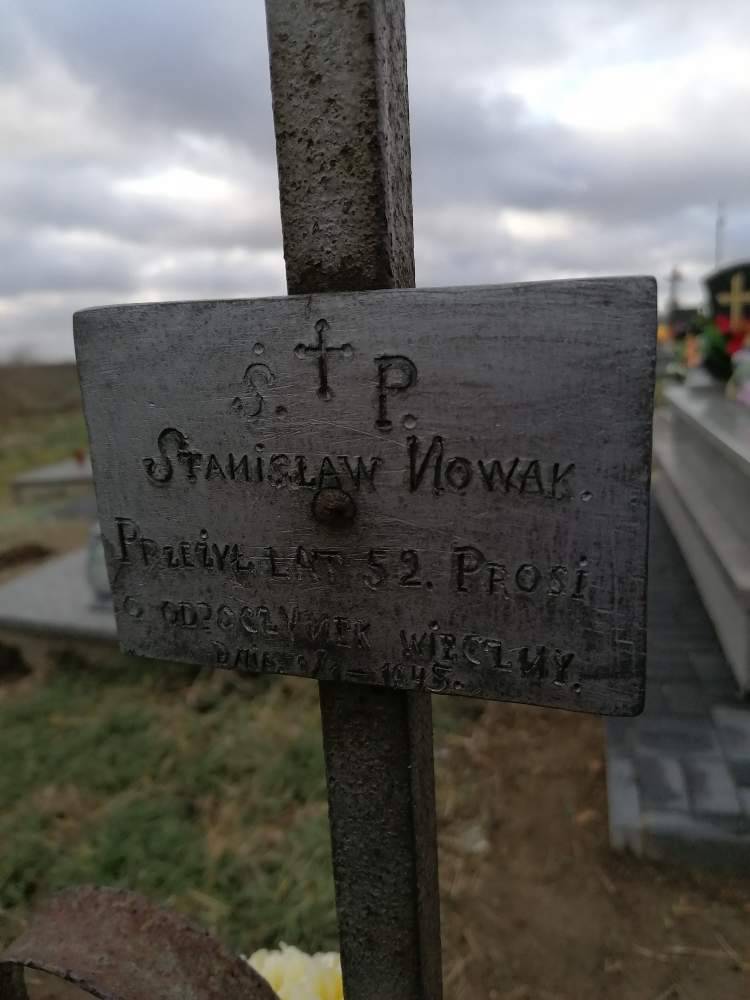 Ś. P.
Stanisław Nowak.
Przeżył lat 52. Prosi
o odpoczynek wieczny.
Dnia 1945.